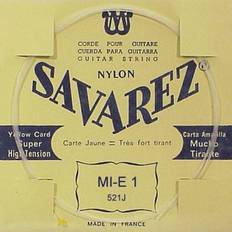 CORDE POUR GUITARE
CUERDA PARA GUITARRA
GUITAR STRING
NYLON
SAVAREZ
Yellow Card
Super
High Tension
Carte Jaune = Très fort tirant
Carta Amarilla
Mucho
Tirante
MI-E 1
521J
MADE IN FRANCE